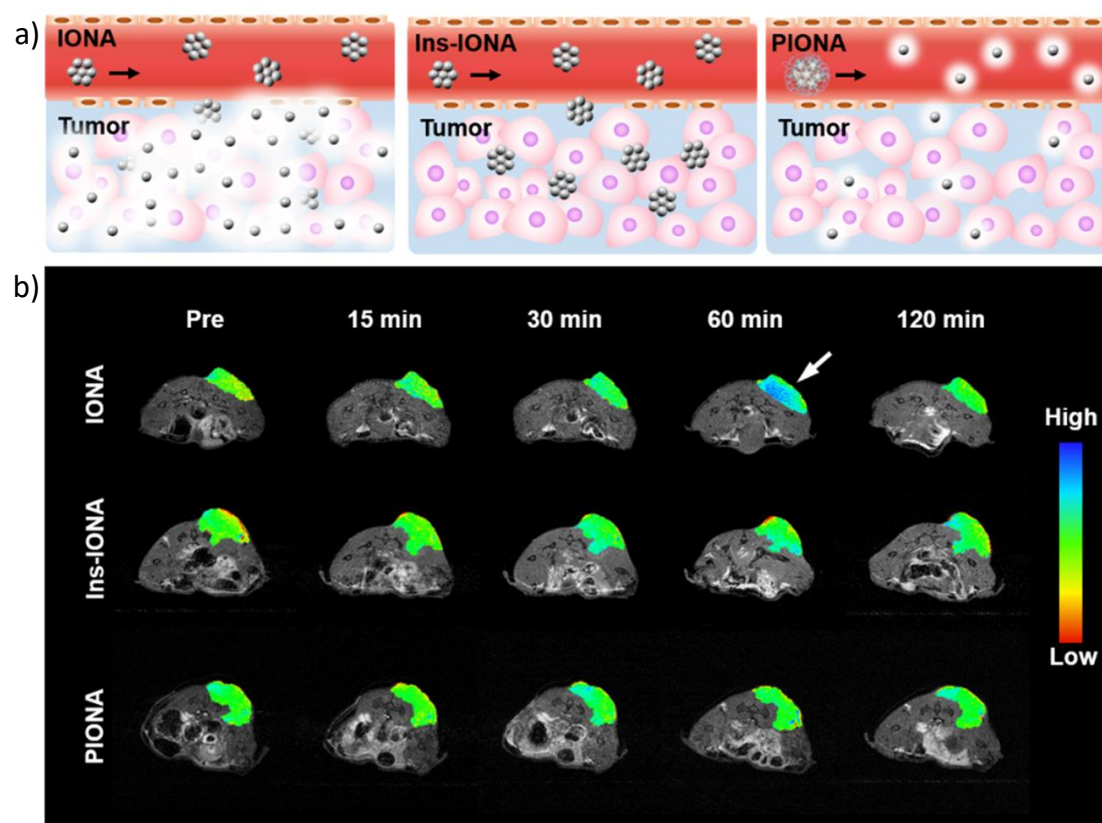 a)
IONA
Tumor
Ins-IONA
Tumor
PIONA
Tumor
b)
Pre 15 min 30 min 60 min 120 min
IONA
Ins-IONA
PIONA
High
Low